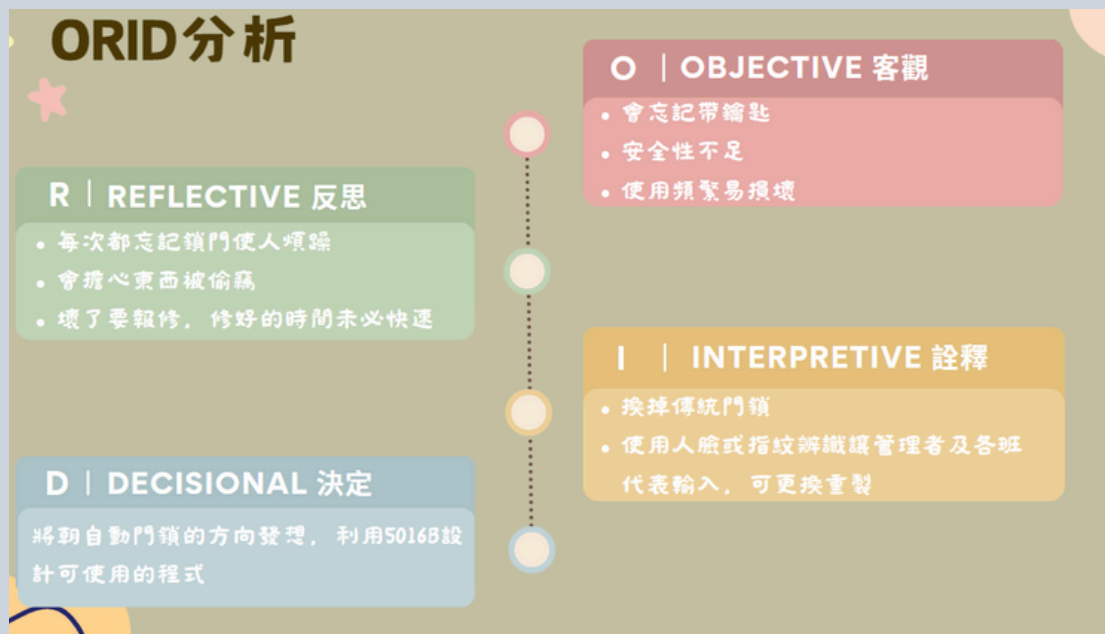 ORID分析
O | OBJECTIVE 客觀
• 會忘記帶鑰匙
• 安全性不足
• 使用頻繁易損壞
R | REFLECTIVE 反思
• 每次都忘記鎖門使人煩躁
• 會擔心東西被偷竊
• 壞了要報修，修好的時間未必快速
I | INTERPRETIVE 詮釋
• 換掉傳統門鎖
• 使用人臉或指紋辨識讓管理者及各班
代表輸入，可更換重製
D | DECISIONAL 決定
將朝自動門鎖的方向發想，利用5016B設
計可使用的程式